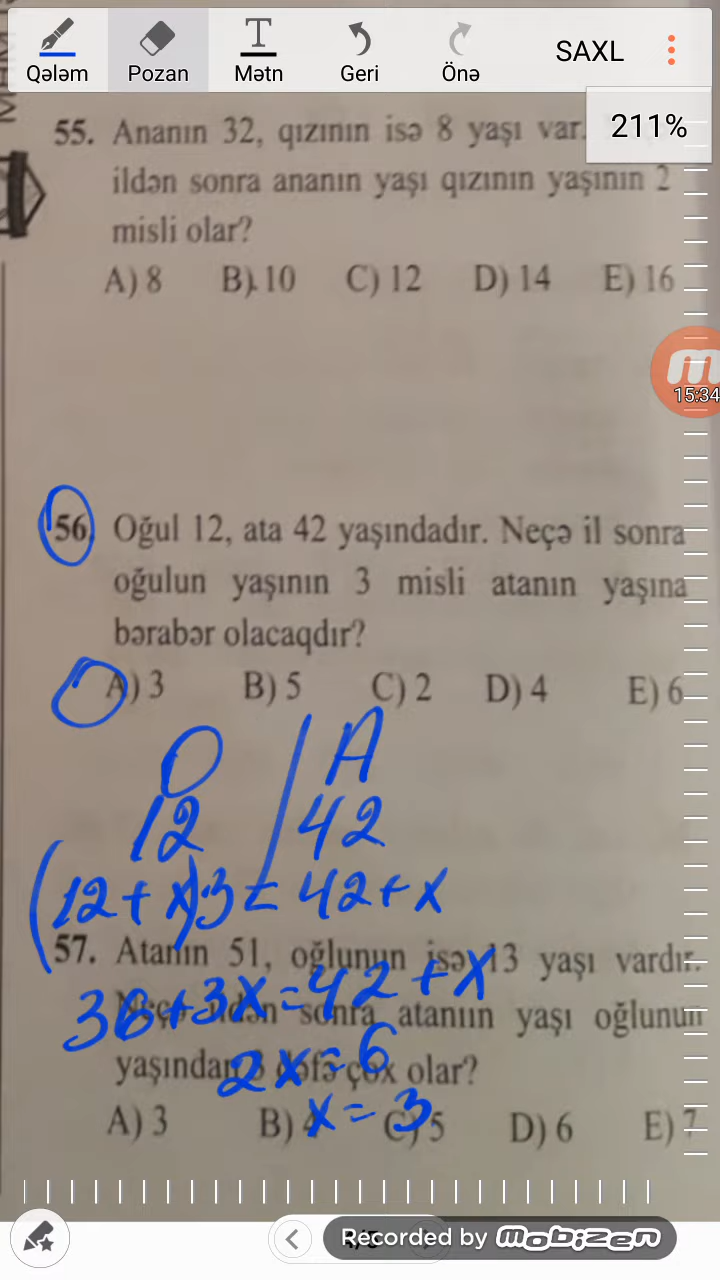 Qələm Pozan Mətn Geri Önə SAXL
211%
55. Ananın 32, qızının isə 8 yaşı var.
ildən sonra ananın yaşı qızının yaşının 2
misli olar?
A) 8 B) 10 C) 12 D) 14 E) 16
15:34
56. Oğul 12, ata 42 yaşındadır. Neçə il sonra
oğulun yaşının 3 misli atanın yaşına
bərabər olacaqdır?
A) 3 B) 5 C) 2 D) 4 E) 6
O A
12 42
(12+x)·3 = 42+x
57. Atanın 51, oğlunun isə 13 yaşı vardır.
36+3x=42+x
sonra atanıın yaşı oğlunun
2x=6
yaşından çox olar?
x=3
A) 3 B) C) 5 D) 6 E) 7
Recorded by mobizen